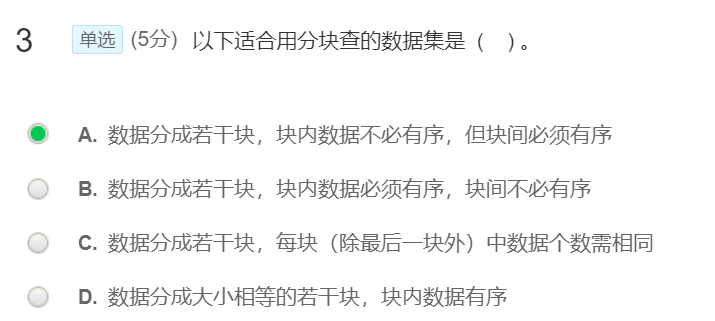 3 单选 (5分) 以下适合用分块查的数据集是（ ）。
A. 数据分成若干块，块内数据不必有序，但块间必须有序
B. 数据分成若干块，块内数据必须有序，块间不必有序
C. 数据分成若干块，每块（除最后一块外）中数据个数需相同
D. 数据分成大小相等的若干块，块内数据有序